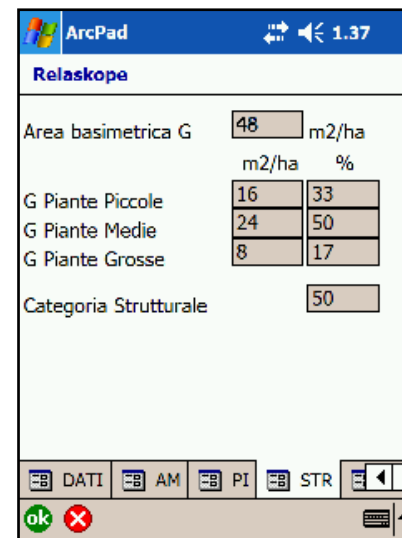 ArcPad 1.37
Relaskope
Area basimetrica G 48 m2/ha
m2/ha %
G Piante Piccole 16 33
G Piante Medie 24 50
G Piante Grosse 8 17
Categoria Strutturale 50
DATI AM PI STR
ok